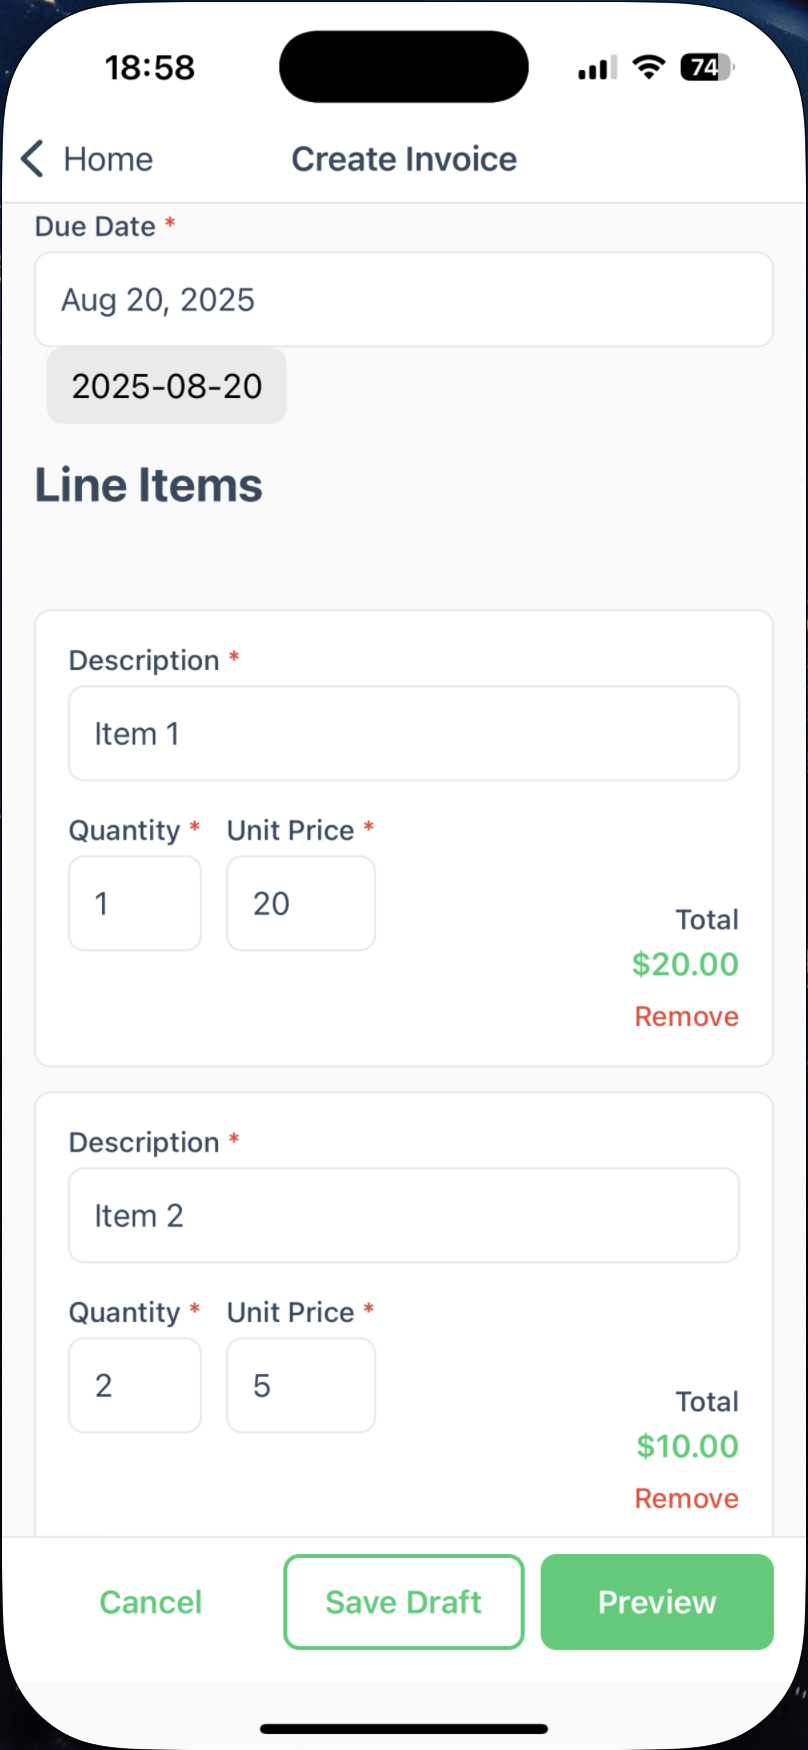 18:58
74
Home
Create Invoice
Due Date *
Aug 20, 2025
2025-08-20
Line Items
Description *
Item 1
Quantity * Unit Price *
1 20
Total
$20.00
Remove
Description *
Item 2
Quantity * Unit Price *
2 5
Total
$10.00
Remove
Cancel Save Draft Preview